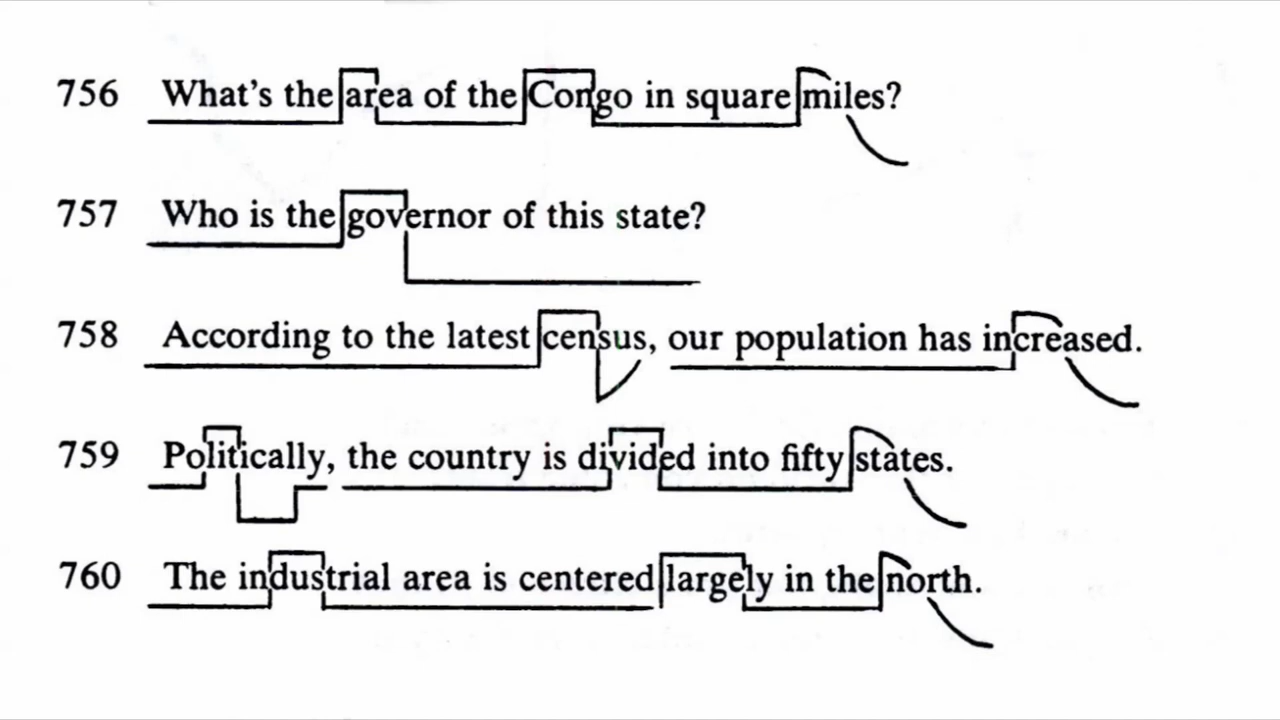 756 What's the area of the Congo in square miles?
757 Who is the governor of this state?
758 According to the latest census, our population has increased.
759 Politically, the country is divided into fifty states.
760 The industrial area is centered largely in the north.